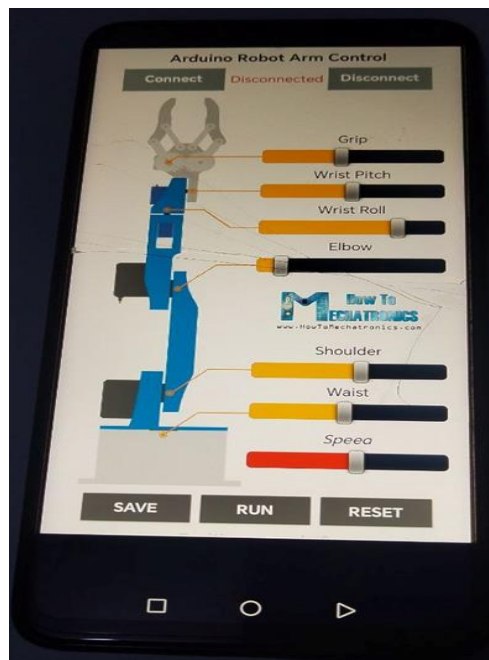 Arduino Robot Arm Control
Connect Disconnected Disconnect
Grip
Wrist Pitch
Wrist Roll
Elbow
How To
MECHATRONICS
www.HowToMechatronics.com
Shoulder
Waist
Speed
SAVE RUN RESET